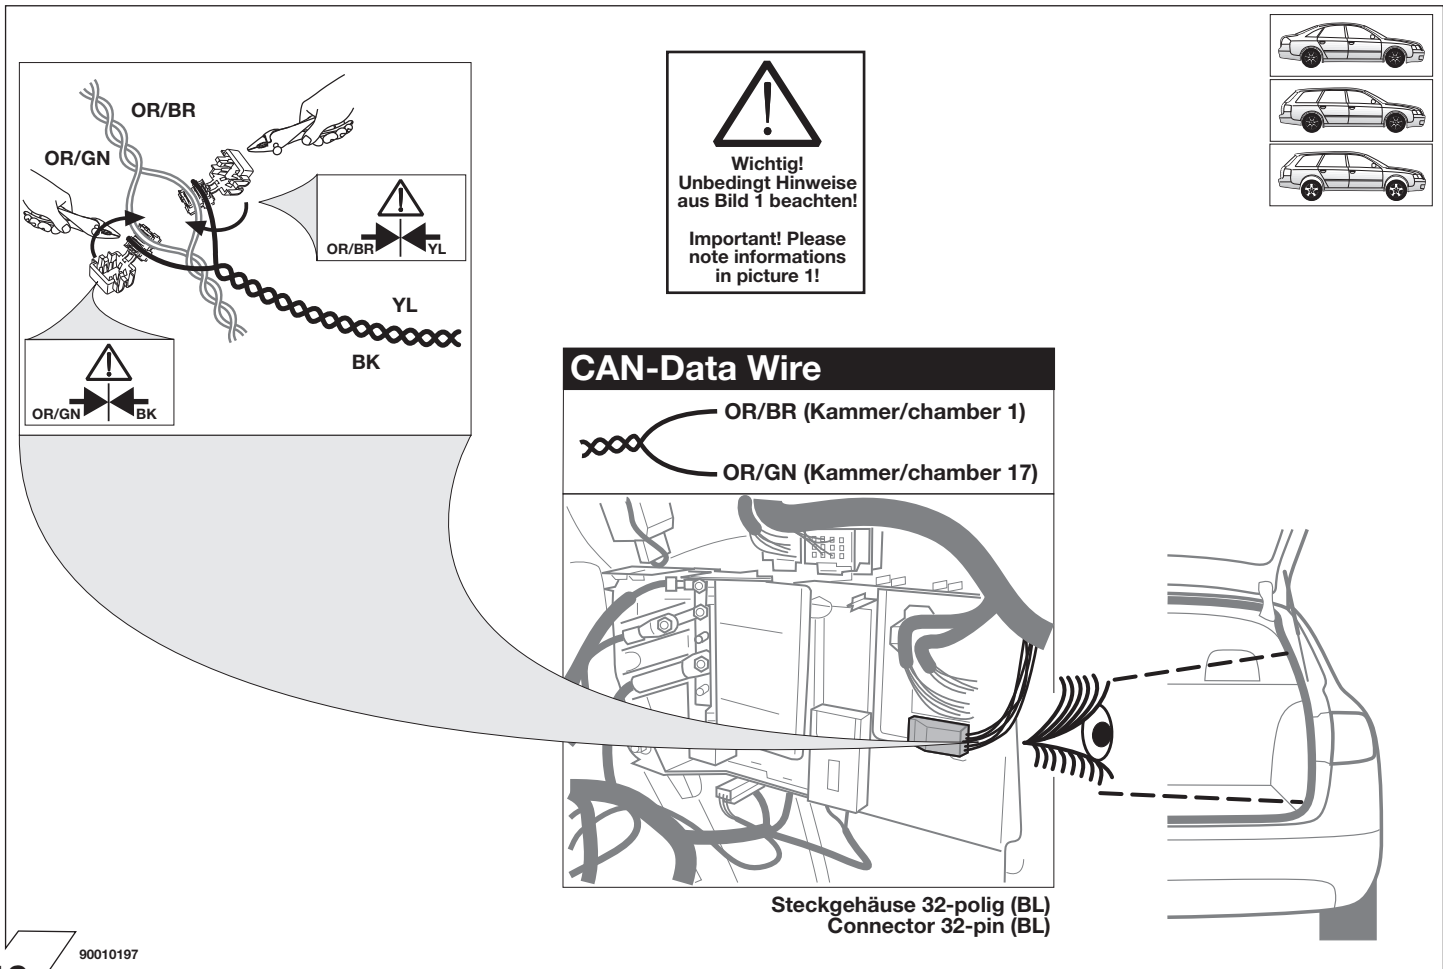 OR/BR
OR/GN
OR/BR YL
YL
BK
OR/GN BK
Wichtig!
Unbedingt Hinweise
aus Bild 1 beachten!
Important! Please
note informations
in picture 1!
CAN-Data Wire
OR/BR (Kammer/chamber 1)
OR/GN (Kammer/chamber 17)
Steckgehäuse 32-polig (BL)
Connector 32-pin (BL)
90010197